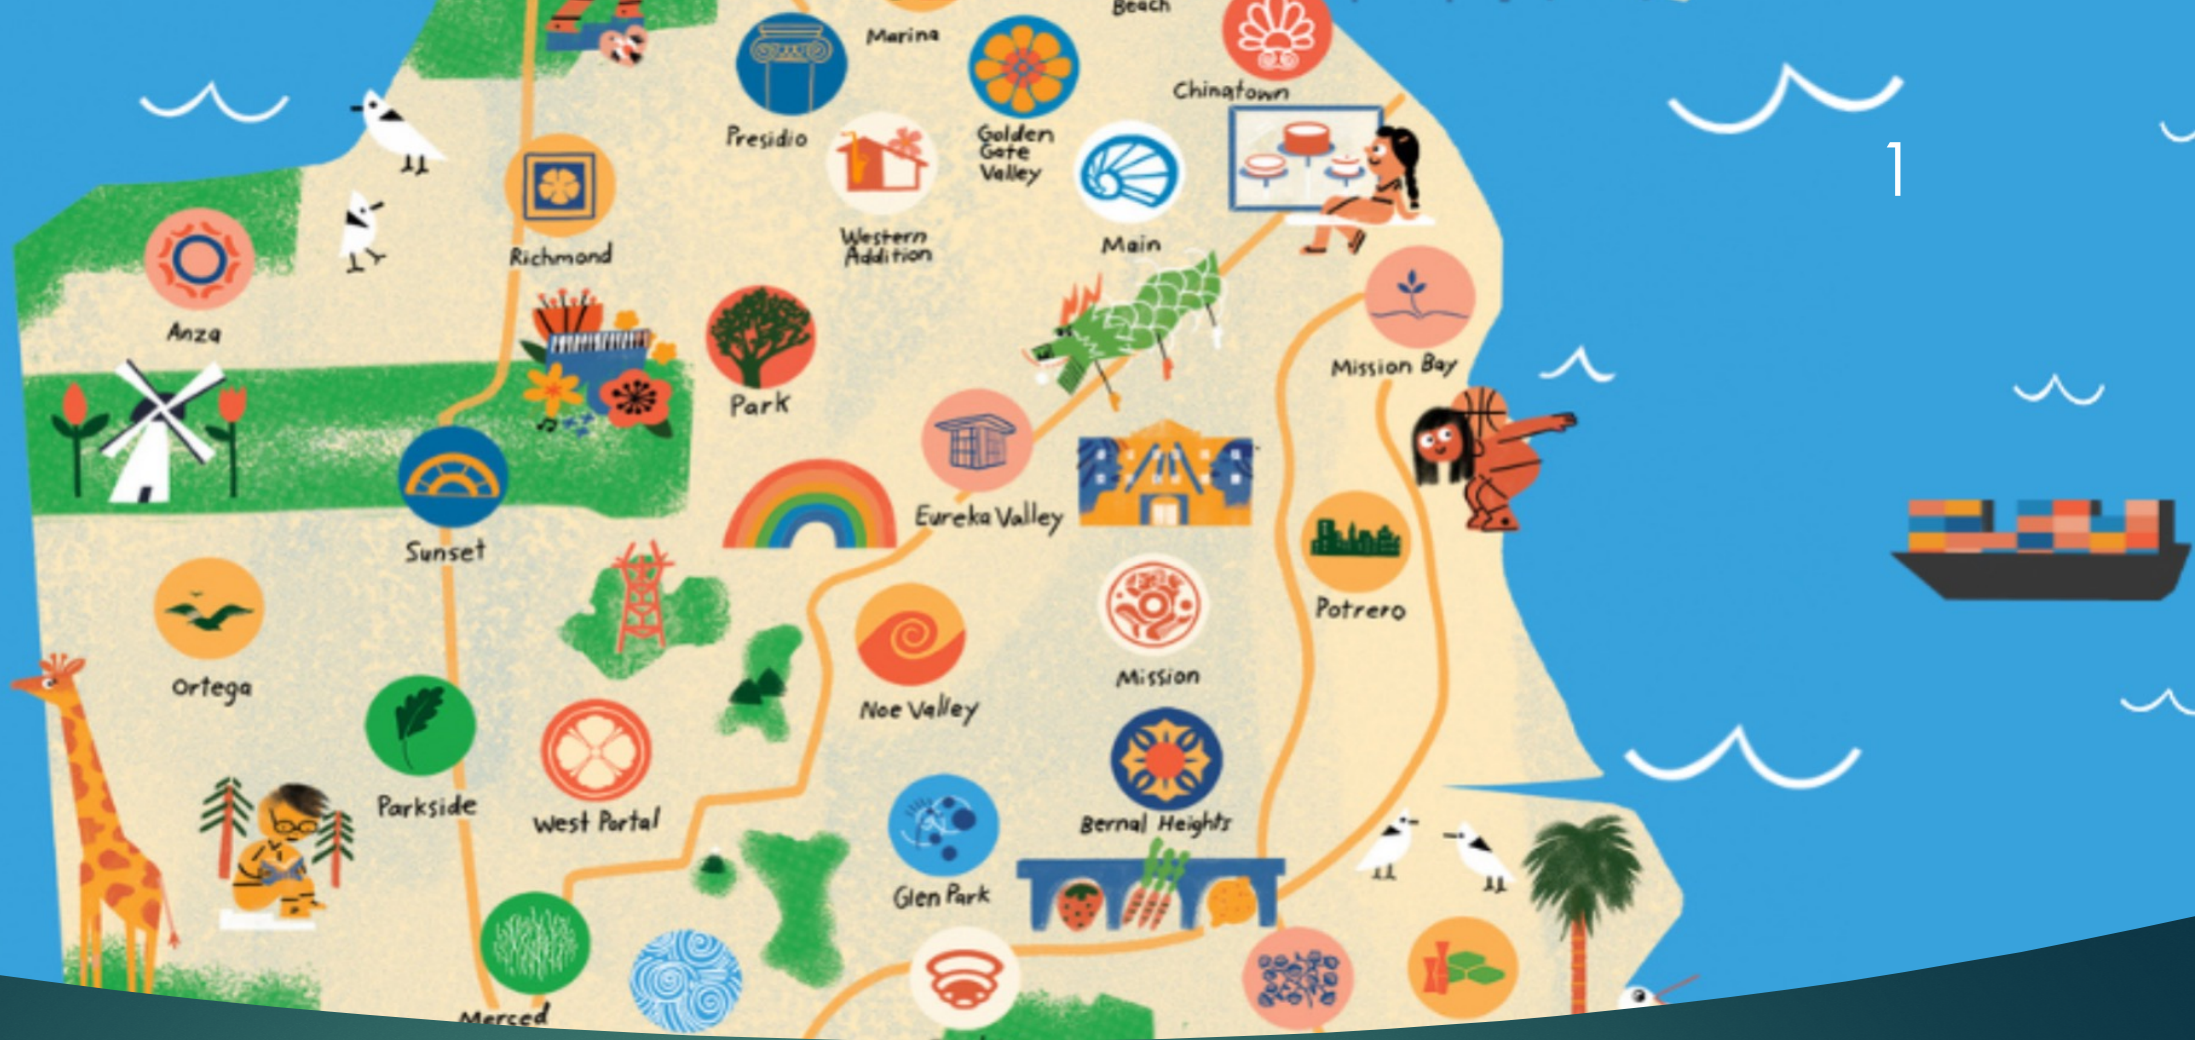 Beach
Marina
Chinatown
1
Presidio
Golden
Gate
Valley
Western
Addition
Main
Richmond
Anza
Mission Bay
Park
Eureka Valley
Sunset
Potrero
Ortega
Mission
Noe Valley
Parkside
West Portal
Bernal Heights
Glen Park
Merced